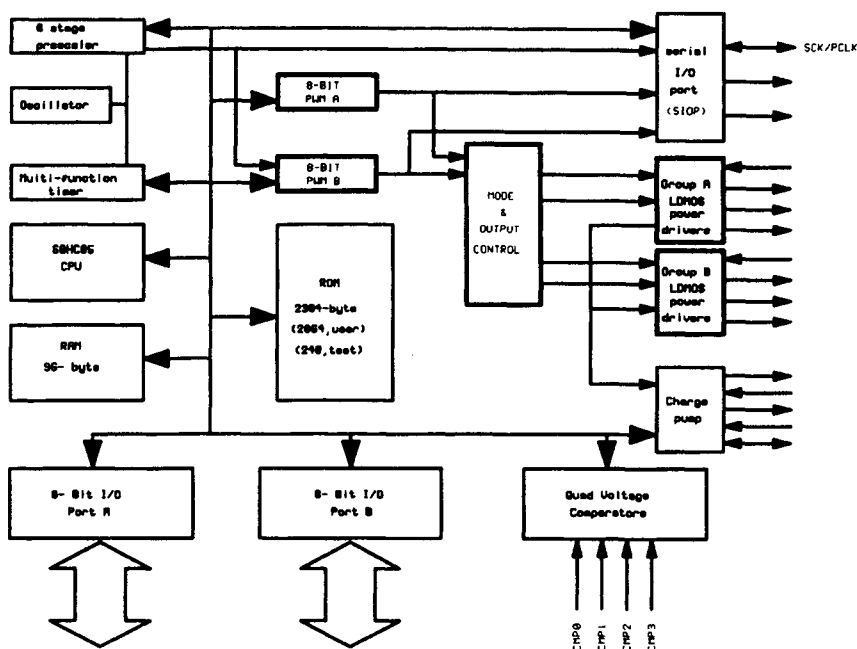 6 stage
prescaler
Oscillator
Multi-function
timer
68HC05
CPU
RAM
96- byte
8-BIT
PWM A
8-BIT
PWM B
ROM
2304-byte
(2064,user)
(240,test)
MODE
&
OUTPUT
CONTROL
serial
I/O
port
(SIOP)
SCK/PCLK
Group A
LDMOS
power
drivers
Group B
LDMOS
power
drivers
Charge
pump
8- Bit I/O
Port A
8- Bit I/O
Port B
Quad Voltage
Comparators
CMP0
CMP1
CMP2
CMP3